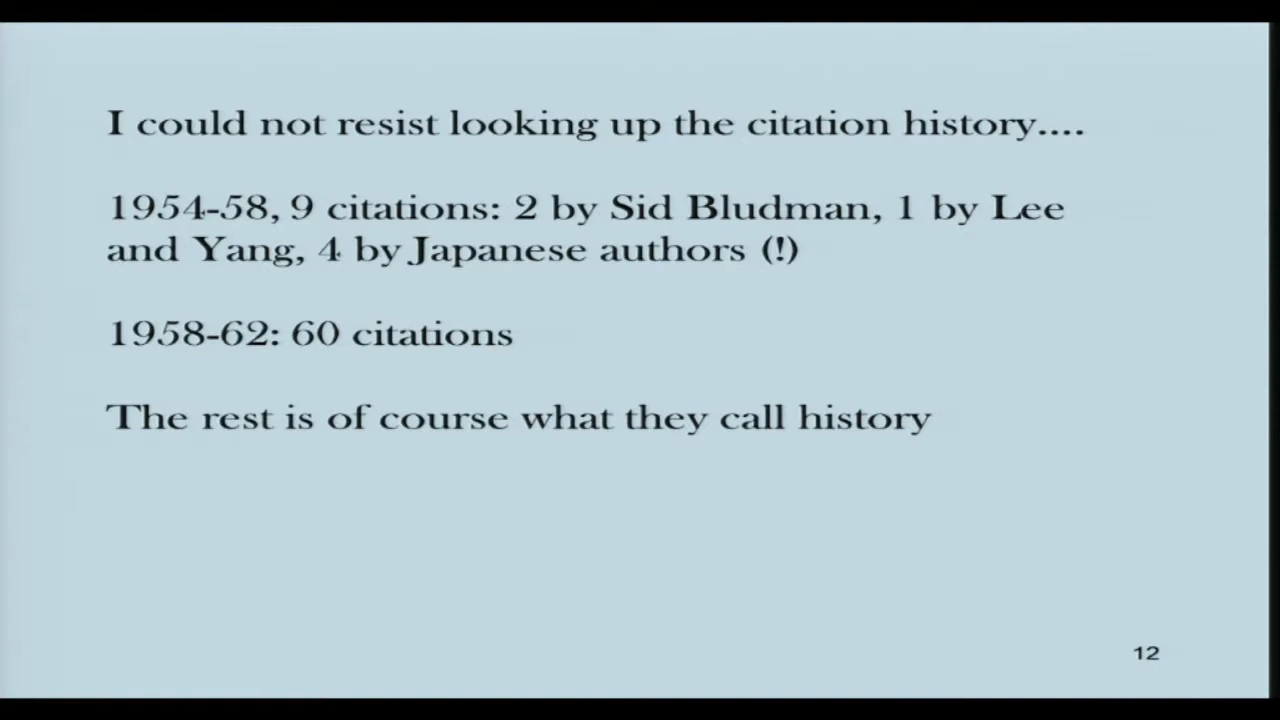 I could not resist looking up the citation history....
1954-58, 9 citations: 2 by Sid Bludman, 1 by Lee
and Yang, 4 by Japanese authors (!)
1958-62: 60 citations
The rest is of course what they call history
12